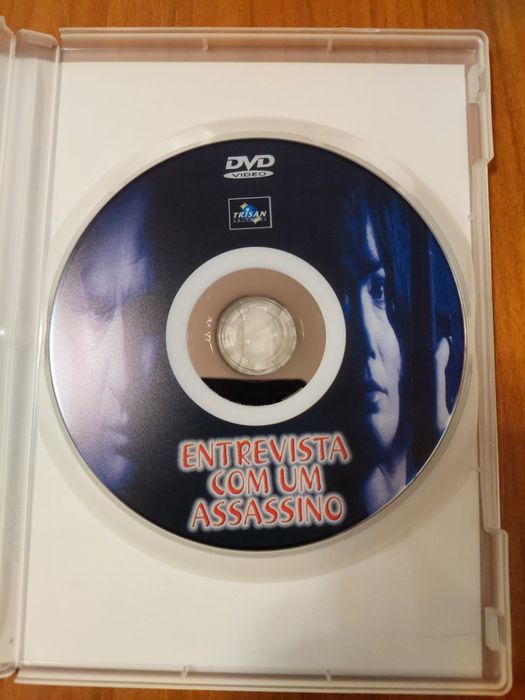 DVD
VIDEO
TRISAN
ENTREVISTA
COM UM
ASSASSINO